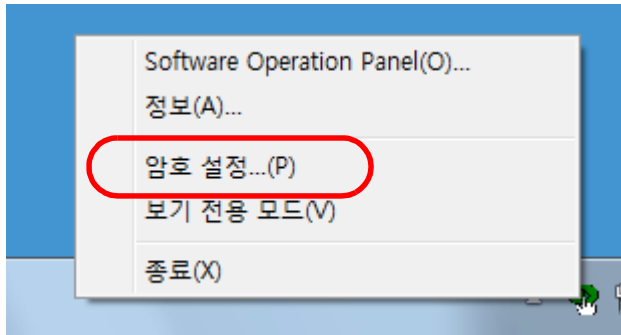 Software Operation Panel(O)...
정보(A)...
암호 설정...(P)
보기 전용 모드(V)
종료(X)